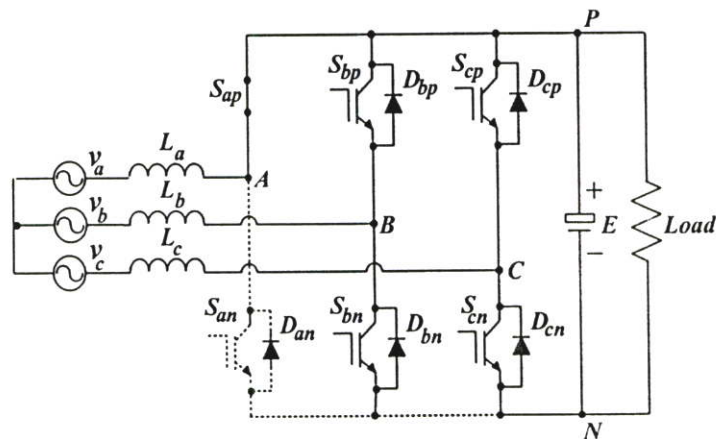 P
S_bp
D_bp
S_cp
D_cp
S_ap
v_a
L_a
A
v_b
L_b
B
+
E
−
Load
v_c
L_c
C
S_an
D_an
S_bn
D_bn
S_cn
D_cn
N